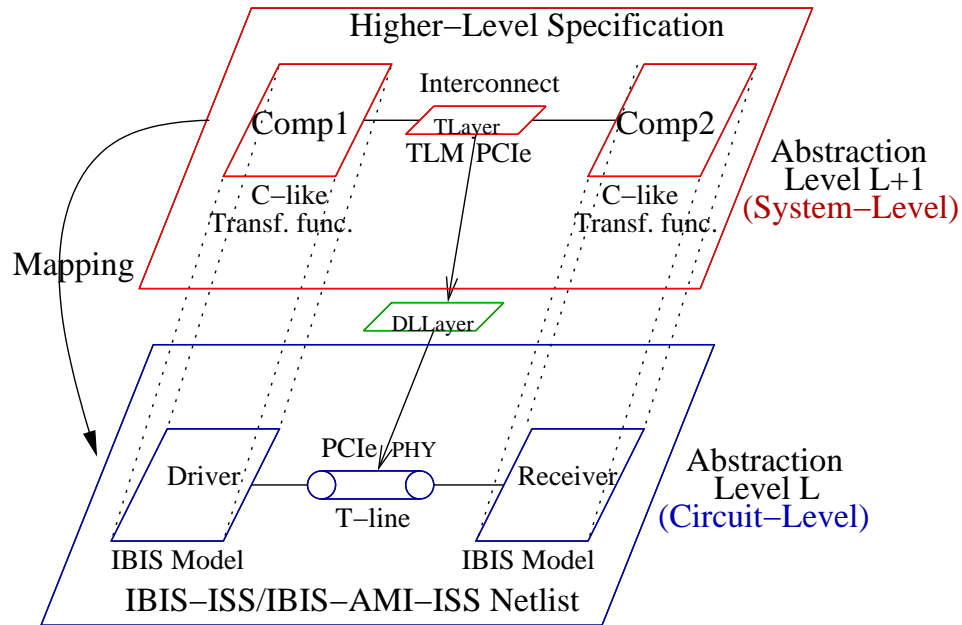 Higher−Level Specification
Interconnect
Comp1
TLayer
Comp2
TLM PCIe
C−like
Transf. func.
C−like
Transf. func.
Abstraction
Level L+1
(System−Level)
Mapping
DLLayer
PCIe PHY
Driver
Receiver
T−line
Abstraction
Level L
(Circuit−Level)
IBIS Model
IBIS Model
IBIS−ISS/IBIS−AMI−ISS Netlist